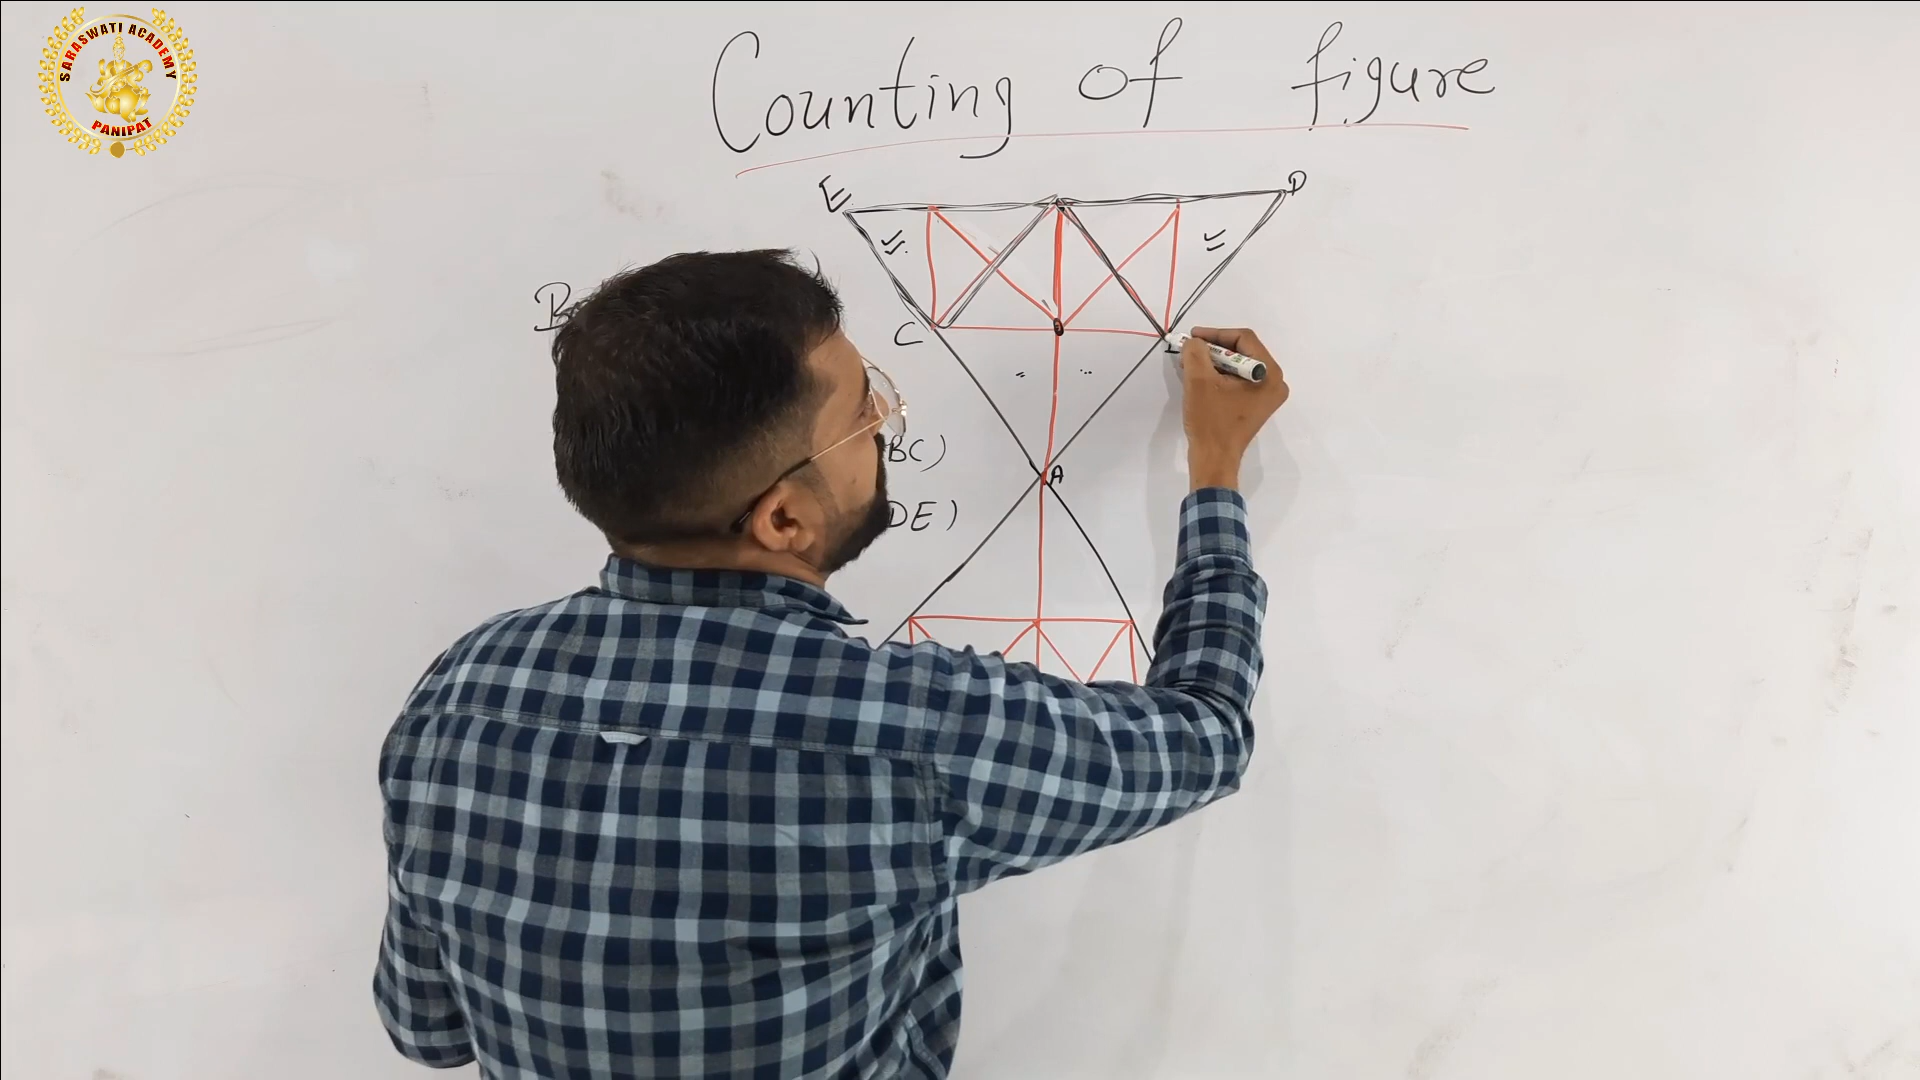 SARASWATI ACADEMY
PANIPAT
Counting of figure
E D
B
C
BC)
A
DE)